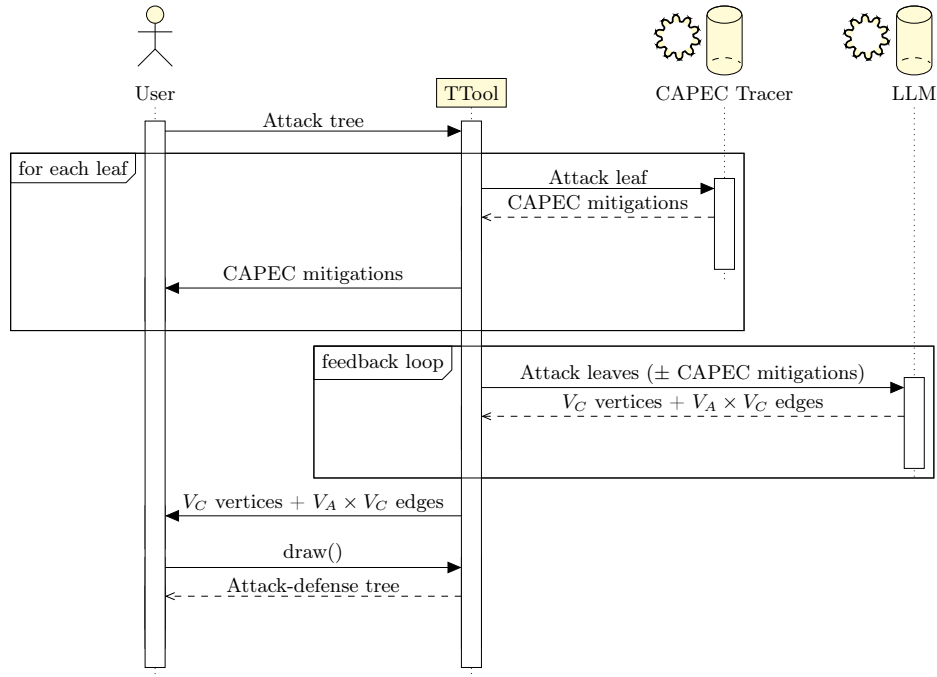 User
TTool
CAPEC Tracer
LLM
Attack tree
for each leaf
Attack leaf
CAPEC mitigations
CAPEC mitigations
feedback loop
Attack leaves (± CAPEC mitigations)
V_C vertices + V_A × V_C edges
V_C vertices + V_A × V_C edges
draw()
Attack-defense tree